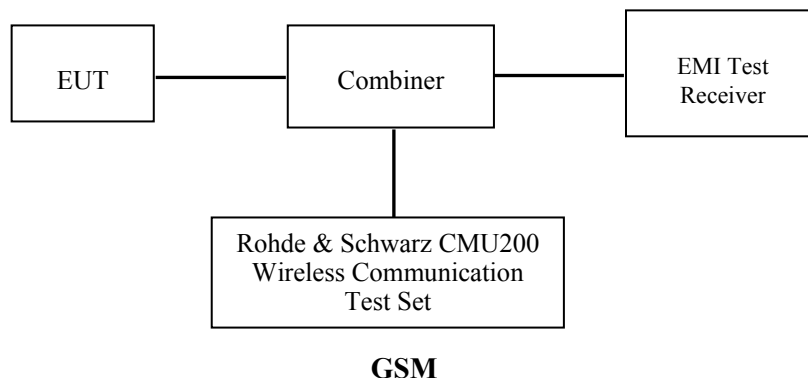 EUT
Combiner
EMI Test
Receiver
Rohde & Schwarz CMU200
Wireless Communication
Test Set
GSM